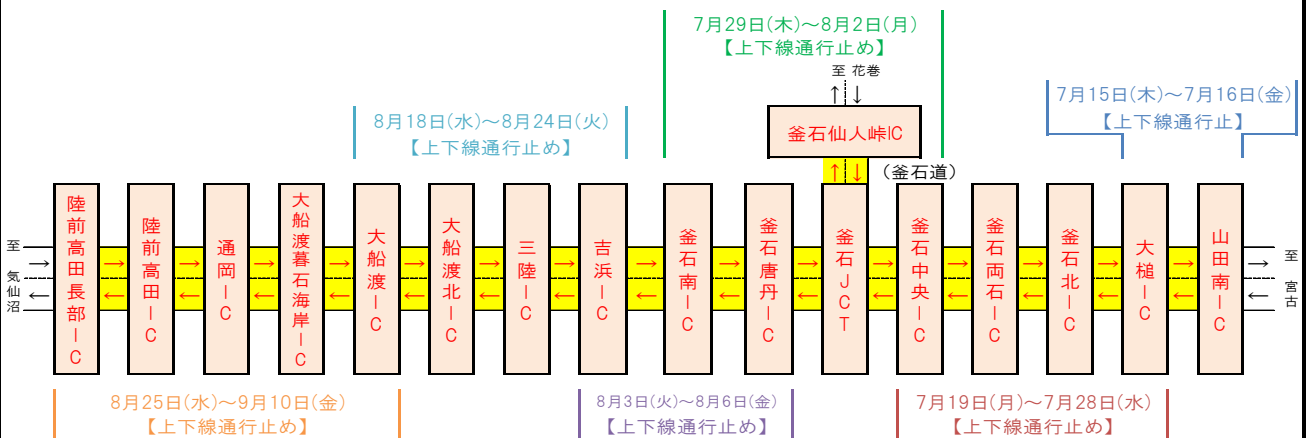 7月29日(木)～8月2日(月)
【上下線通行止め】
至 花巻
↑ ↓
7月15日(木)～7月16日(金)
【上下線通行止】
8月18日(水)～8月24日(火)
【上下線通行止め】
釜石仙人峠IC
↑ ↓
(釜石道)
至 気仙沼
→
←
陸前高田長部IC
陸前高田IC
通岡IC
大船渡碁石海岸IC
大船渡IC
大船渡北IC
三陸IC
吉浜IC
釜石南IC
釜石唐丹IC
釜石JCT
釜石中央IC
釜石両石IC
釜石北IC
大槌IC
山田南IC
→
←
至 宮古
8月25日(水)～9月10日(金)
【上下線通行止め】
8月3日(火)～8月6日(金)
【上下線通行止め】
7月19日(月)～7月28日(水)
【上下線通行止め】